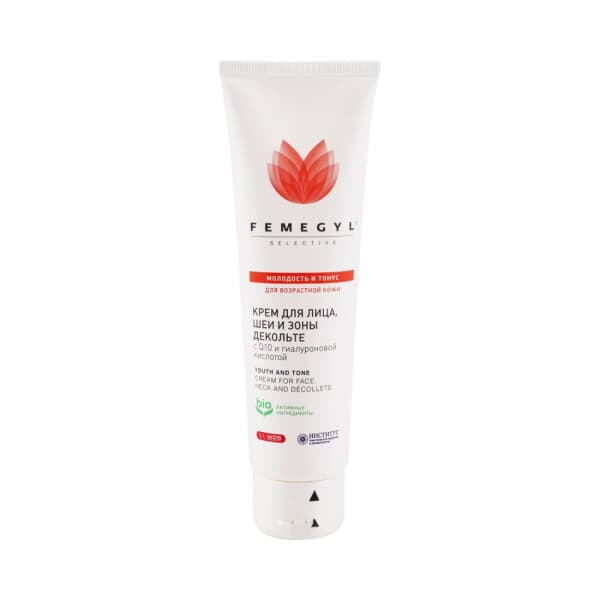 FEMEGYL®
SELECTIVE
МОЛОДОСТЬ И ТОНУС
ДЛЯ ВОЗРАСТНОЙ КОЖИ
КРЕМ ДЛЯ ЛИЦА,
ШЕИ И ЗОНЫ
ДЕКОЛЬТЕ
с Q10 и гиалуроновой
кислотой
YOUTH AND TONE
CREAM FOR FACE,
NECK AND DÉCOLLETE
bio
АКТИВНЫЕ
ИНГРЕДИЕНТЫ
ИНСТИТУТ